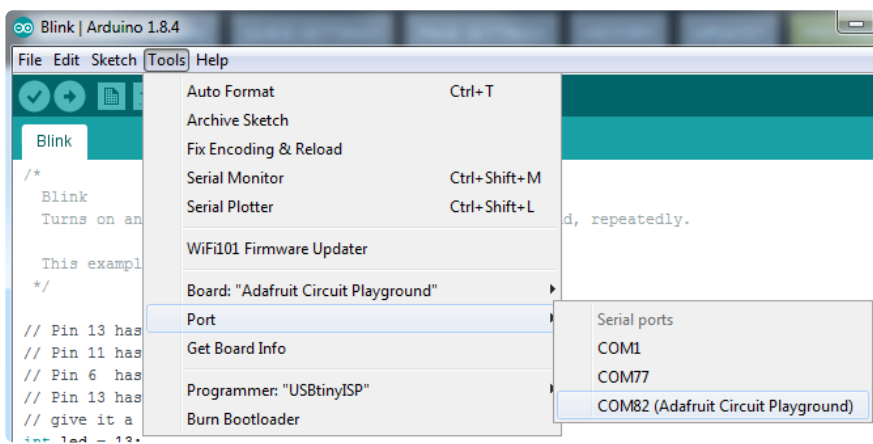 Blink | Arduino 1.8.4
File Edit Sketch Tools Help
Auto Format Ctrl+T
Archive Sketch
Fix Encoding & Reload
Serial Monitor Ctrl+Shift+M
Serial Plotter Ctrl+Shift+L
WiFi101 Firmware Updater
Board: "Adafruit Circuit Playground"
Port
Get Board Info
Programmer: "USBtinyISP"
Burn Bootloader
Serial ports
COM1
COM77
COM82 (Adafruit Circuit Playground)
Blink
/*
Blink
Turns on an d, repeatedly.
This exampl
*/
// Pin 13 has
// Pin 11 has
// Pin 6 has
// Pin 13 has
// give it a
int led = 13;